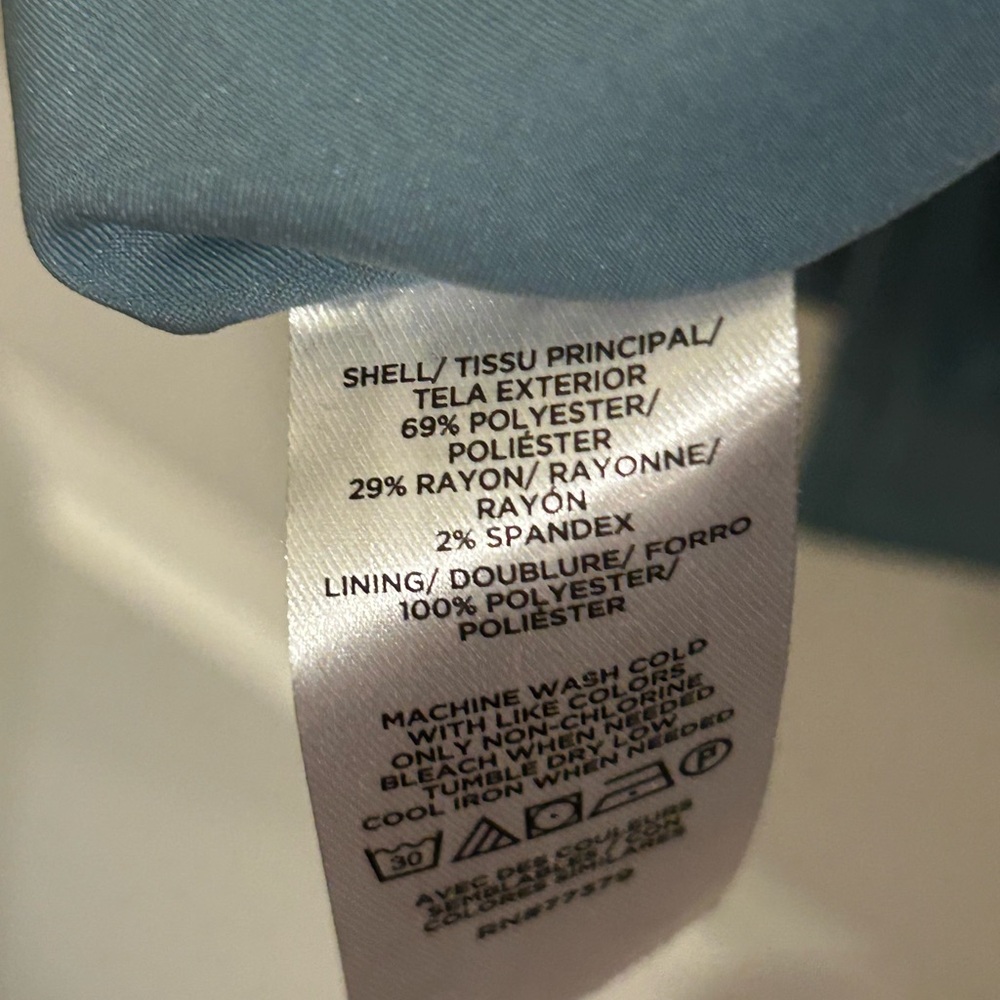 SHELL/ TISSU PRINCIPAL/
TELA EXTERIOR
69% POLYESTER/
POLIÉSTER
29% RAYON/ RAYONNE/
RAYÓN
2% SPANDEX
LINING/ DOUBLURE/ FORRO
100% POLYESTER/
POLIÉSTER
MACHINE WASH COLD
WITH LIKE COLORS
ONLY NON-CHLORINE
BLEACH WHEN NEEDED
TUMBLE DRY LOW
COOL IRON WHEN NEEDED
30 P
AVEC DES COULEURS
SEMBLABLES / CON
COLORES SIMILARES
RN#77379